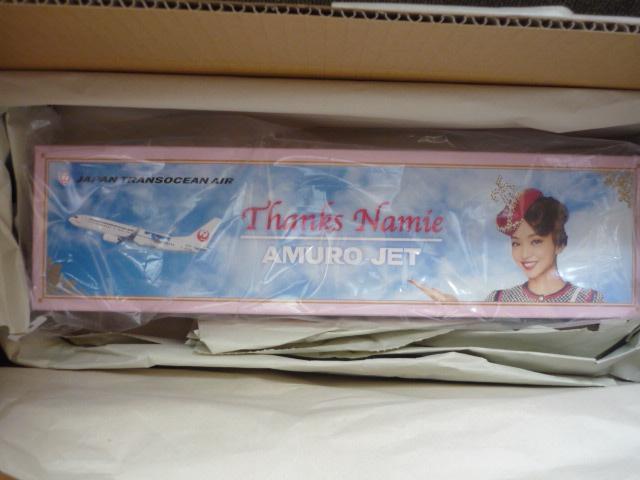 JAPAN TRANSOCEAN AIR
Thanks Namie
AMURO JET